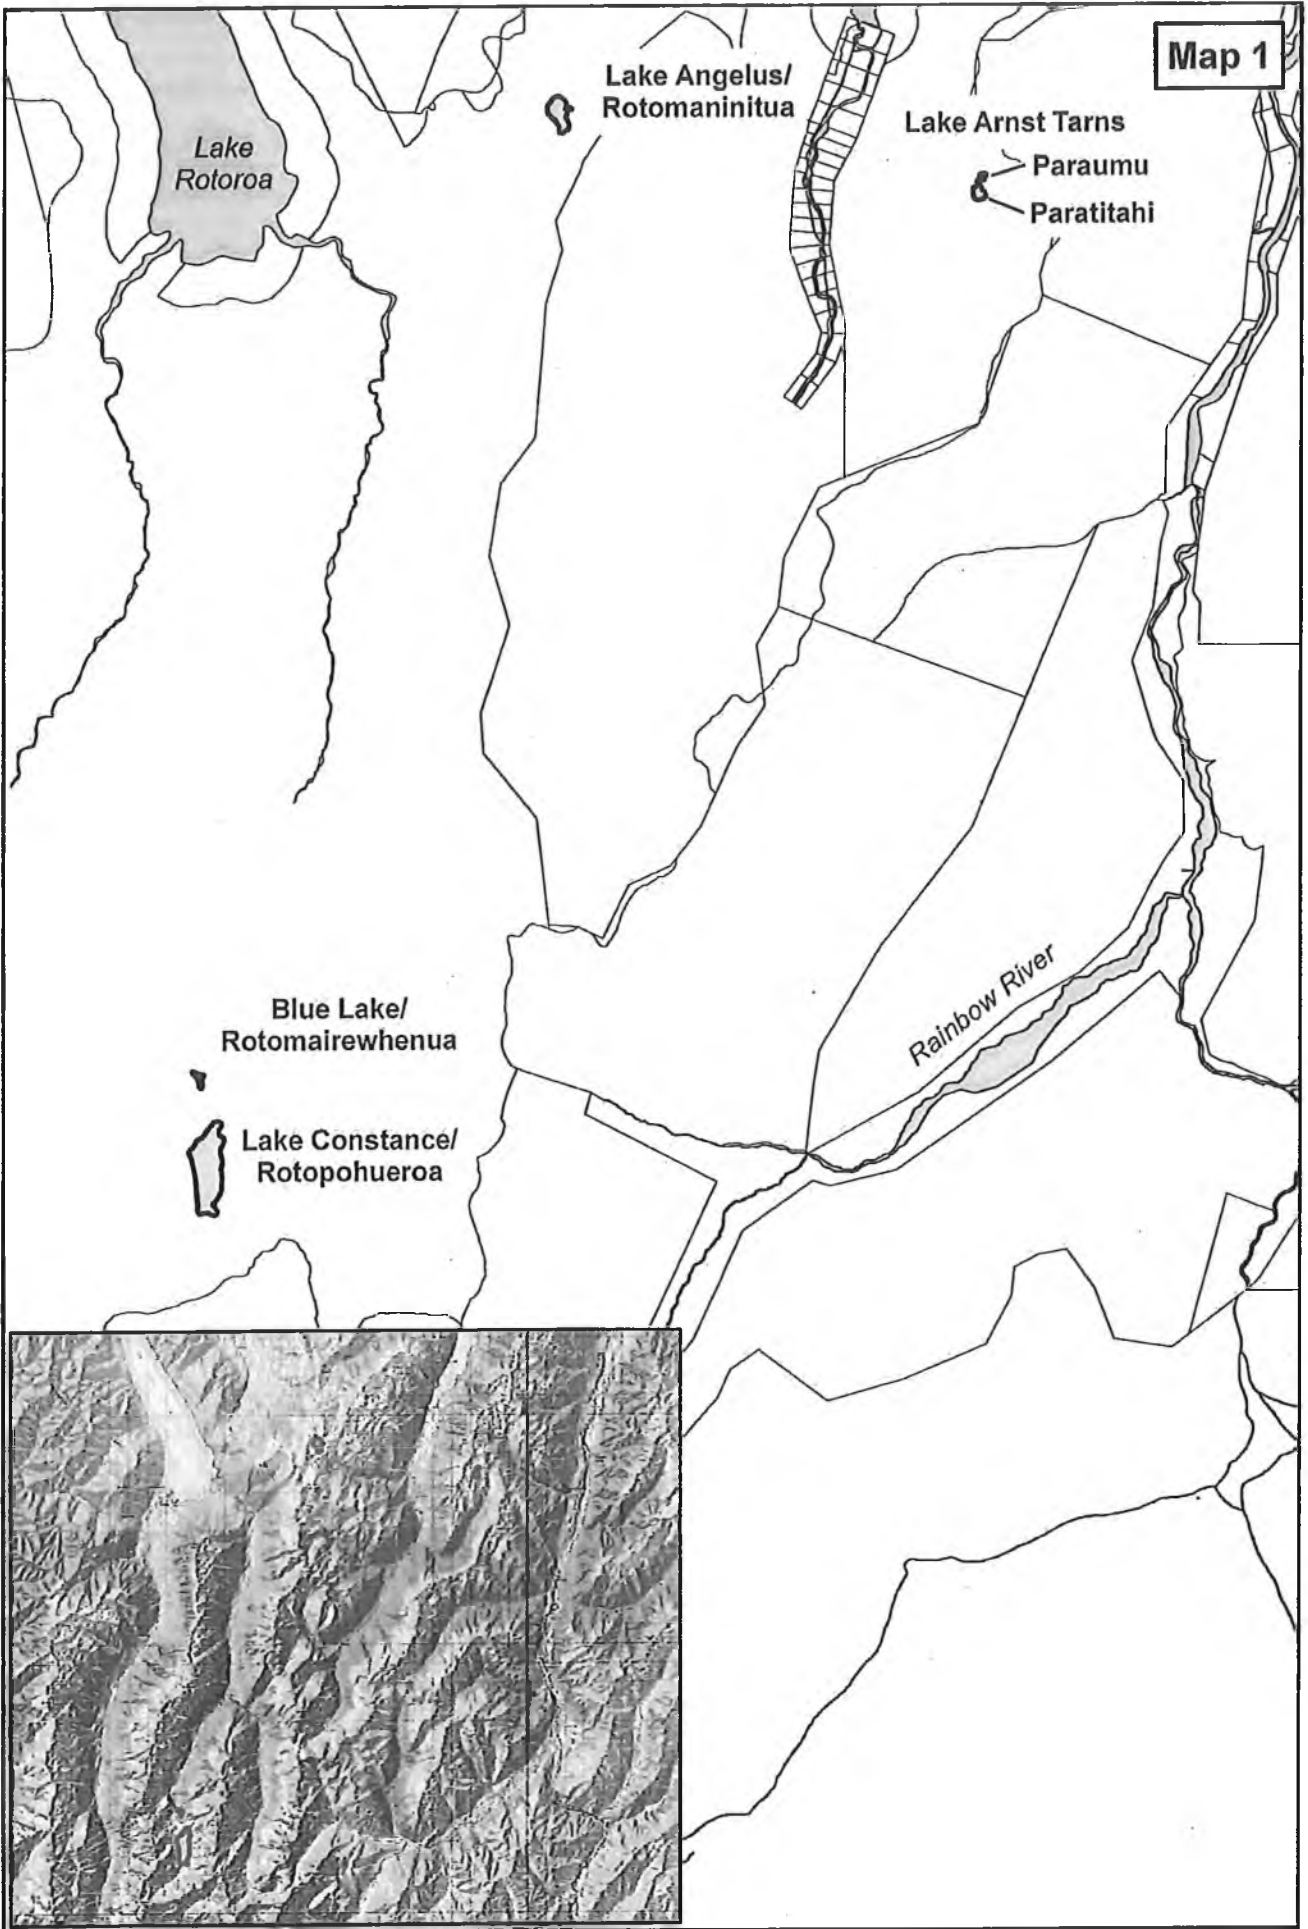 Map 1
Lake Angelus/
Rotomaninitua
Lake Arnst Tarns
Paraumu
Paratitahi
Lake
Rotoroa
Rainbow River
Blue Lake/
Rotomairewhenua
Lake Constance/
Rotopohueroa